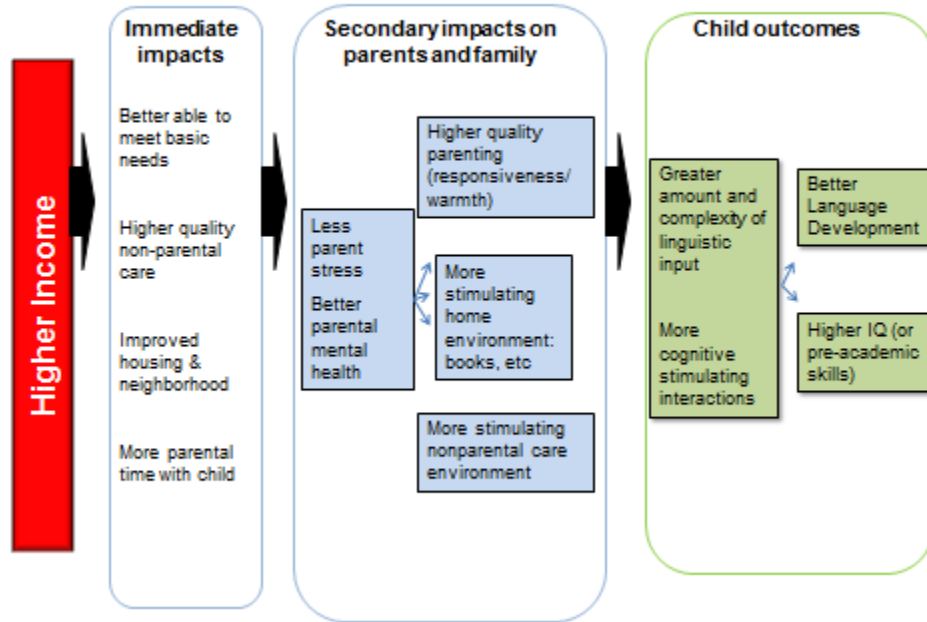 Higher Income
Immediate
impacts
Better able to
meet basic
needs
Higher quality
non-parental
care
Improved
housing &
neighborhood
More parental
time with child
Secondary impacts on
parents and family
Less
parent
stress
Better
parental
mental
health
Higher quality
parenting
(responsiveness/
warmth)
More
stimulating
home
environment:
books, etc
More stimulating
nonparental care
environment
Child outcomes
Greater
amount and
complexity of
linguistic
input
More
cognitive
stimulating
interactions
Better
Language
Development
Higher IQ (or
pre-academic
skills)